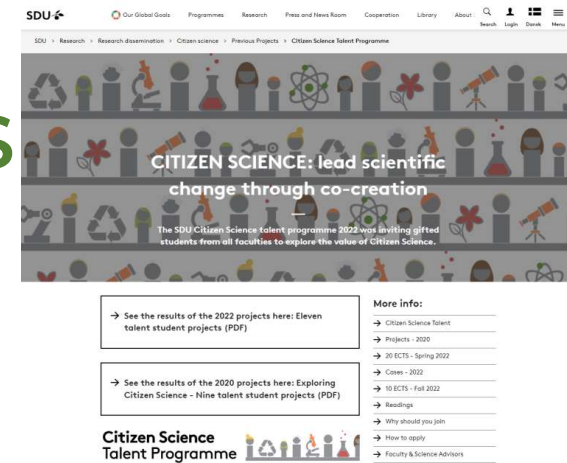 SDU
Our Global Goals
Programmes
Research
Press and News Room
Cooperation
Library
About
Search
Login
Dansk
Menu
SDU > Research > Research dissemination > Citizen science > Previous Projects > Citizen Science Talent Programme
S
CITIZEN SCIENCE: lead scientific
change through co-creation
The SDU Citizen Science talent programme 2022 was inviting gifted
students from all faculties to explore the value of Citizen Science.
→ See the results of the 2022 projects here: Eleven
talent student projects (PDF)
→ See the results of the 2020 projects here: Exploring
Citizen Science - Nine talent student projects (PDF)
Citizen Science
Talent Programme
More info:
→ Citizen Science Talent
→ Projects - 2020
→ 20 ECTS - Spring 2022
→ Cases - 2022
→ 10 ECTS - Fall 2022
→ Readings
→ Why should you join
→ How to apply
→ Faculty & Science Advisors